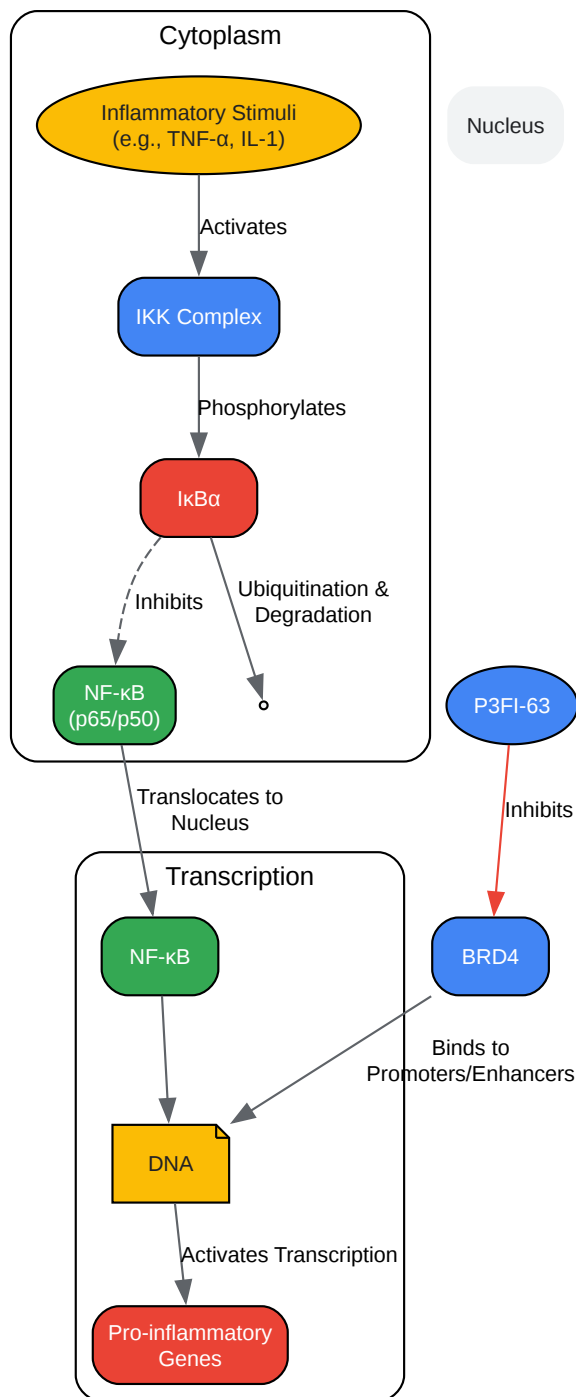 Cytoplasm
Inflammatory Stimuli
(e.g., TNF-α, IL-1)
Nucleus
Activates
IKK Complex
Phosphorylates
IκBα
Inhibits
Ubiquitination &
Degradation
NF-κB
(p65/p50)
P3FI-63
Translocates to
Nucleus
Inhibits
Transcription
NF-κB
BRD4
Binds to
Promoters/Enhancers
DNA
Activates Transcription
Pro-inflammatory
Genes